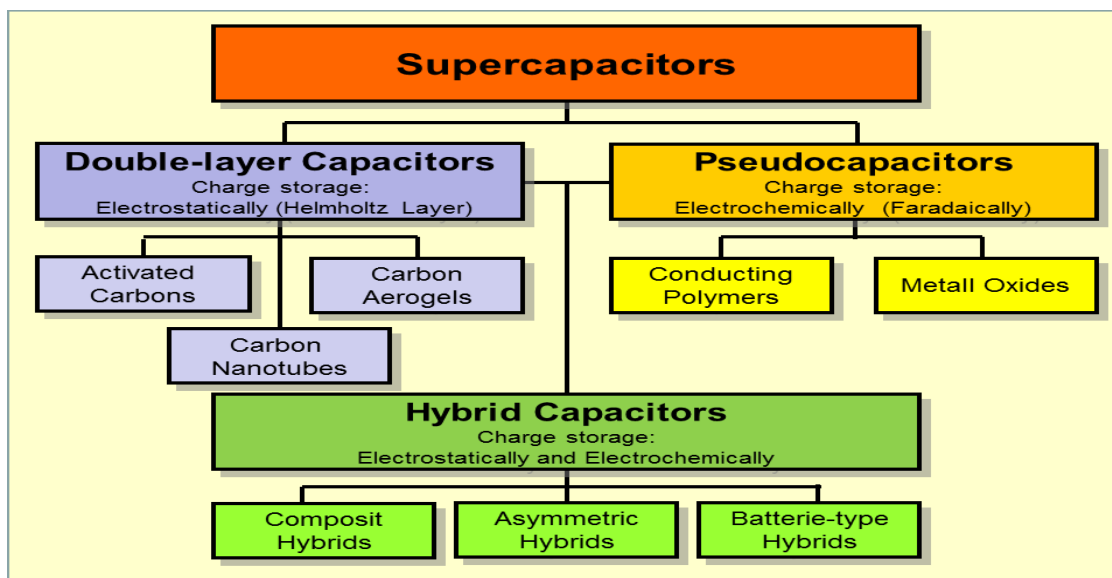 Supercapacitors
Double-layer Capacitors
Charge storage:
Electrostatically (Helmholtz Layer)
Pseudocapacitors
Charge storage:
Electrochemically (Faradaically)
Activated
Carbons
Carbon
Aerogels
Carbon
Nanotubes
Conducting
Polymers
Metall Oxides
Hybrid Capacitors
Charge storage:
Electrostatically and Electrochemically
Composit
Hybrids
Asymmetric
Hybrids
Batterie-type
Hybrids